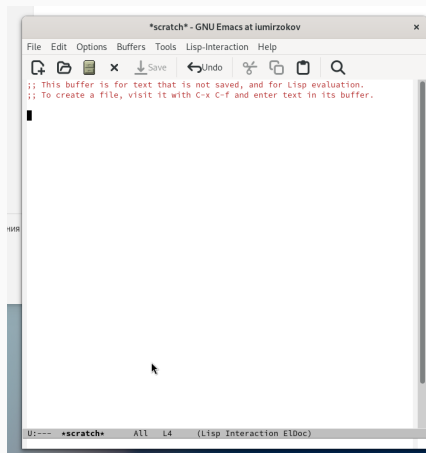 *scratch* - GNU Emacs at iumirzokov ×
File Edit Options Buffers Tools Lisp-Interaction Help
Save Undo
;; This buffer is for text that is not saved, and for Lisp evaluation.
;; To create a file, visit it with C-x C-f and enter text in its buffer.
ния
U:--- *scratch* All L4 (Lisp Interaction ElDoc)